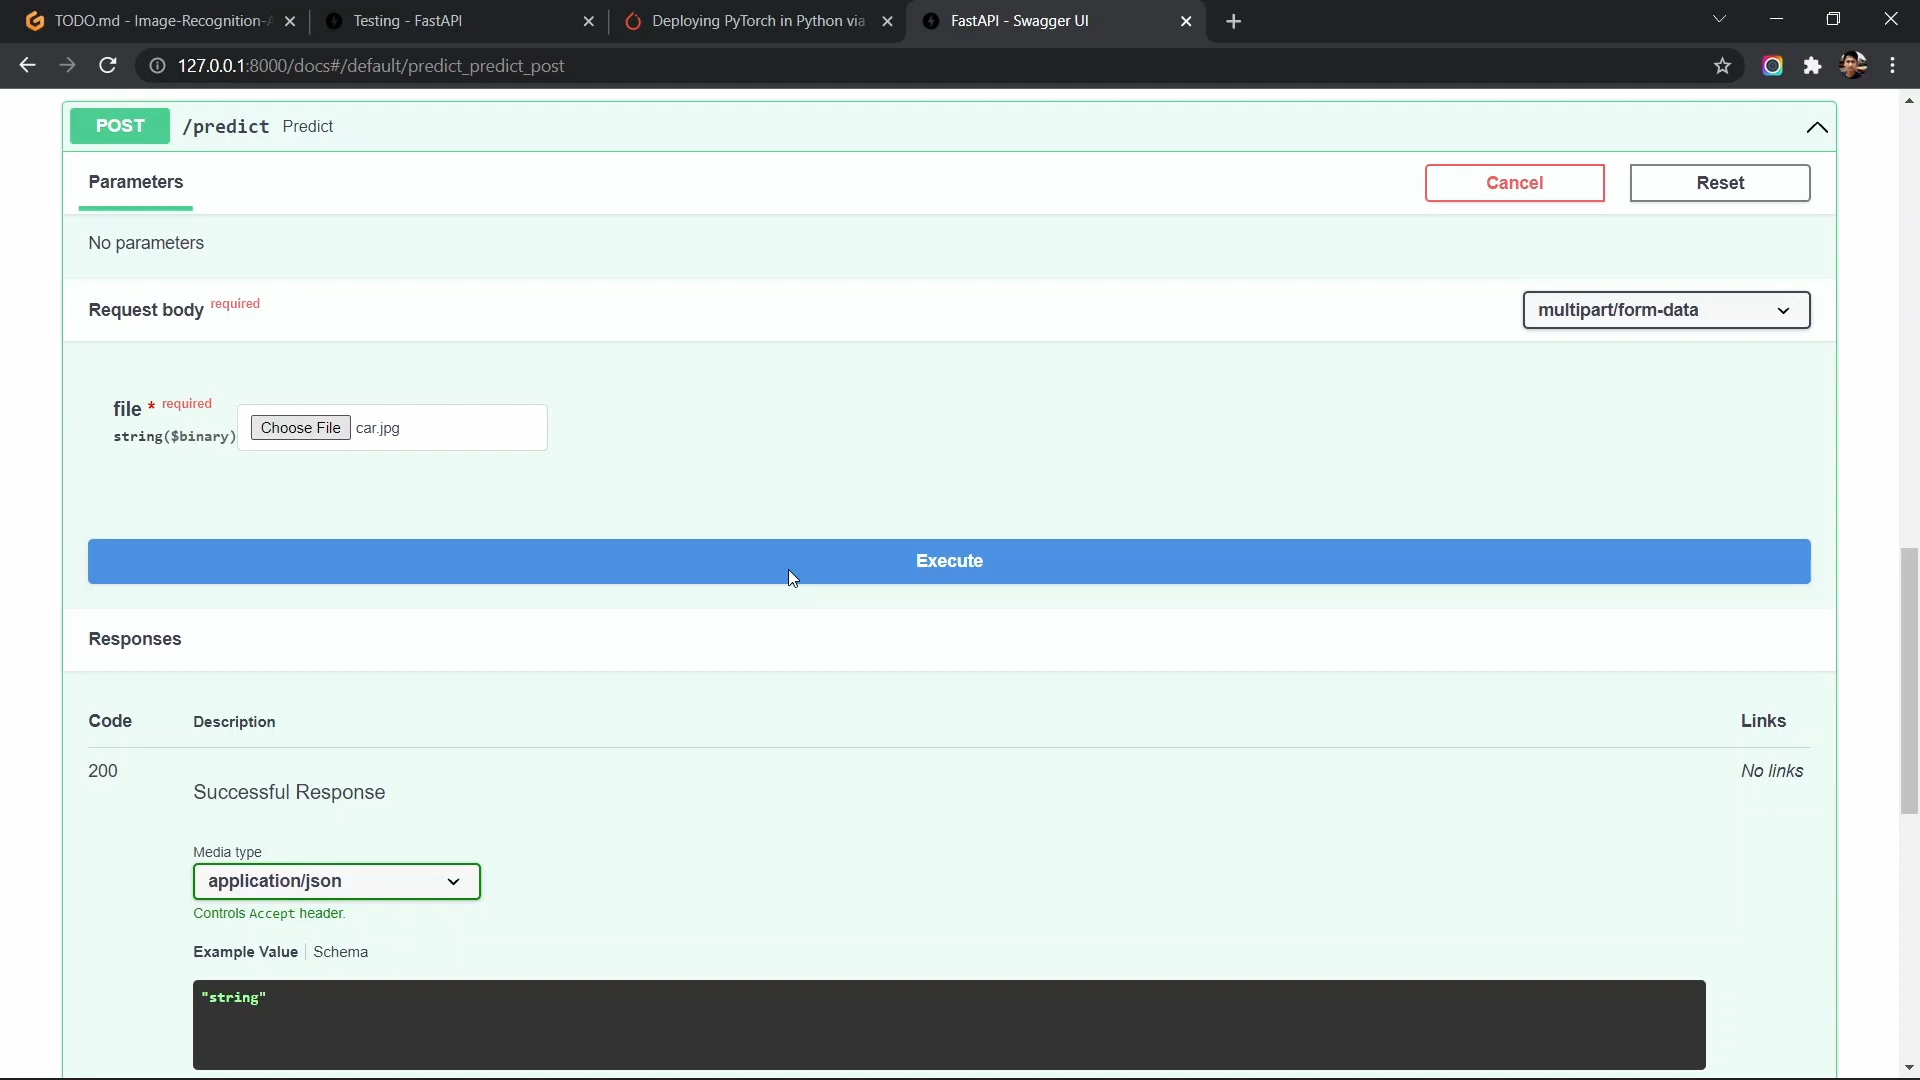 TODO.md - Image-Recognition-
Testing - FastAPI
Deploying PyTorch in Python via
FastAPI - Swagger UI
127.0.0.1:8000/docs#/default/predict_predict_post
POST /predict Predict
Parameters
Cancel
Reset
No parameters
Request body required
multipart/form-data
file * required
string($binary)
Choose File car.jpg
Execute
Responses
Code Description Links
200
Successful Response
No links
Media type
application/json
Controls Accept header.
Example Value Schema
"string"